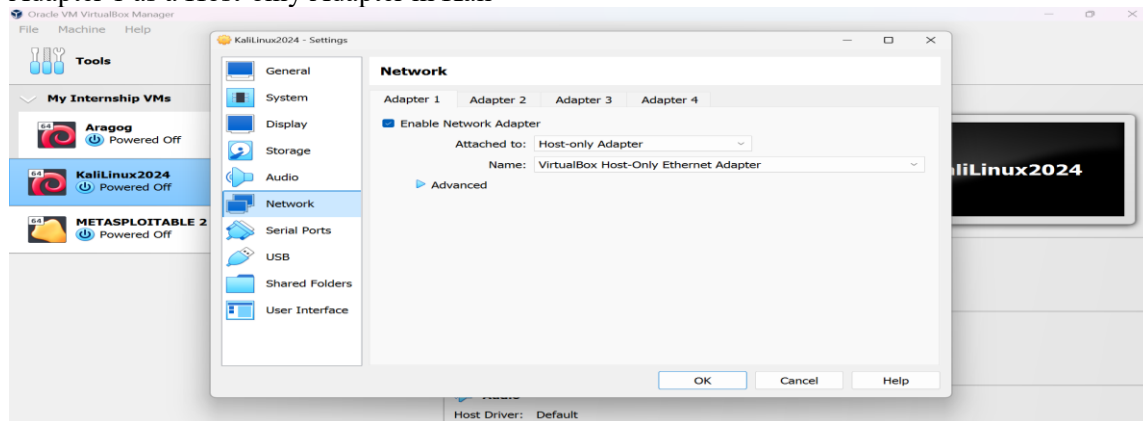 Oracle VM VirtualBox Manager
File Machine Help
Tools
My Internship VMs
64
Aragog
Powered Off
64
KaliLinux2024
Powered Off
64
METASPLOITABLE 2
Powered Off
KaliLinux2024 - Settings
General
System
Display
Storage
Audio
Network
Serial Ports
USB
Shared Folders
User Interface
Network
Adapter 1 Adapter 2 Adapter 3 Adapter 4
Enable Network Adapter
Attached to: Host-only Adapter
Name: VirtualBox Host-Only Ethernet Adapter
Advanced
OK Cancel Help
liLinux2024
Host Driver: Default